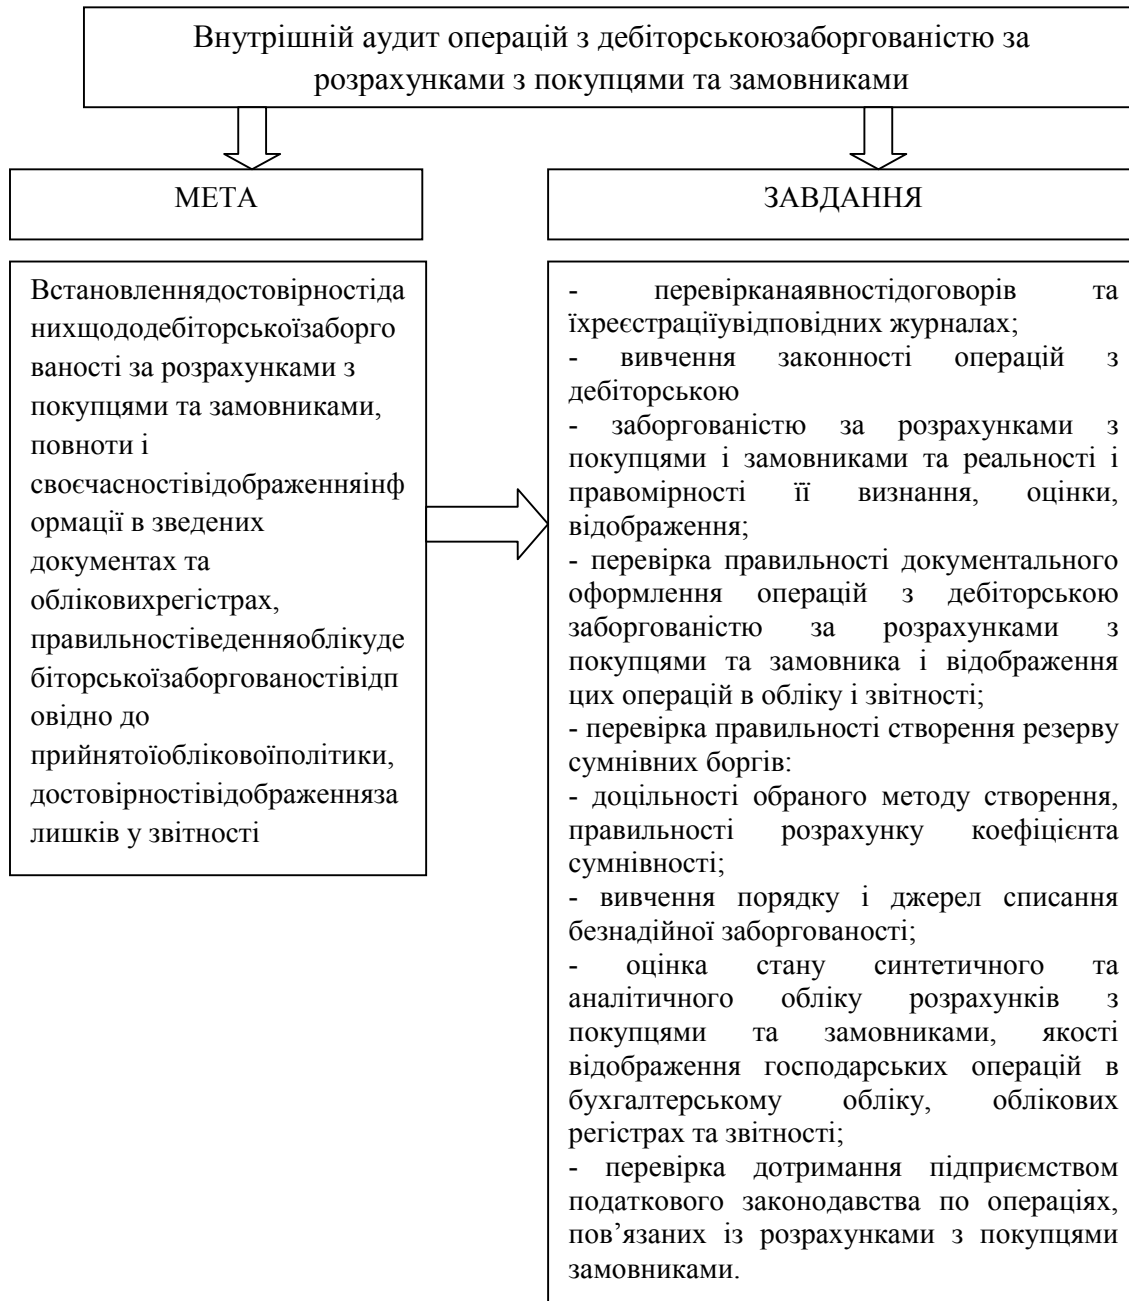 Внутрішній аудит операцій з дебіторськоюзаборгованістю за
розрахунками з покупцями та замовниками
МЕТА
ЗАВДАННЯ
Встановленнядостовірностіда
нихщододебіторськоїзаборго
ваності за розрахунками з
покупцями та замовниками,
повноти і
своєчасностівідображенняінф
ормації в зведених
документах та
обліковихрегістрах,
правильностіведенняоблікуде
біторськоїзаборгованостівідп
овідно до
прийнятоїобліковоїполітики,
достовірностівідображенняза
лишків у звітності
- перевірканаявностідоговорів та
їхреєстраціїувідповідних журналах;
- вивчення законності операцій з
дебіторською
- заборгованістю за розрахунками з
покупцями і замовниками та реальності і
правомірності її визнання, оцінки,
відображення;
- перевірка правильності документального
оформлення операцій з дебіторською
заборгованістю за розрахунками з
покупцями та замовника і відображення
цих операцій в обліку і звітності;
- перевірка правильності створення резерву
сумнівних боргів:
- доцільності обраного методу створення,
правильності розрахунку коефіцієнта
сумнівності;
- вивчення порядку і джерел списання
безнадійної заборгованості;
- оцінка стану синтетичного та
аналітичного обліку розрахунків з
покупцями та замовниками, якості
відображення господарських операцій в
бухгалтерському обліку, облікових
регістрах та звітності;
- перевірка дотримання підприємством
податкового законодавства по операціях,
пов’язаних із розрахунками з покупцями
замовниками.